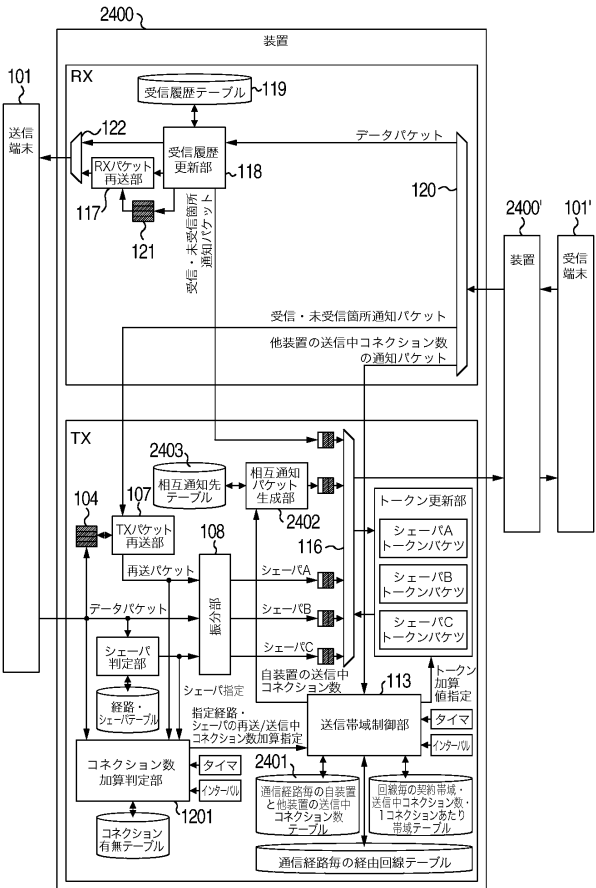 2400
装置
101
送信
端末
RX
受信履歴テーブル
119
122
受信履歴
更新部
118
RXパケット
再送部
117
121
データパケット
120
受信・未受信箇所
通知パケット
2400'
装置
101'
受信
端末
受信・未受信箇所通知パケット
他装置の送信中コネクション数
の通知パケット
TX
2403
相互通知先
テーブル
相互通知
パケット
生成部
2402
104
107
TXパケット
再送部
108
116
トークン更新部
シェーパA
トークンバケツ
シェーパB
トークンバケツ
シェーパC
トークンバケツ
再送パケット
振分部
シェーパA
シェーパB
シェーパC
データパケット
シェーパ
判定部
経路・
シェーパテーブル
シェーパ指定
自装置の送信中
コネクション数
113
トークン
加算
値指定
指定経路・
シェーパの再送/送信中
コネクション数加算指定
送信帯域制御部
タイマ
インターバル
コネクション数
加算判定部
タイマ
インターバル
1201
コネクション
有無テーブル
2401
通信経路毎の自装置
と他装置の送信中
コネクション数
テーブル
回線毎の契約帯域・
送信中コネクション数・
1コネクションあたり
帯域テーブル
通信経路毎の経由回線テーブル